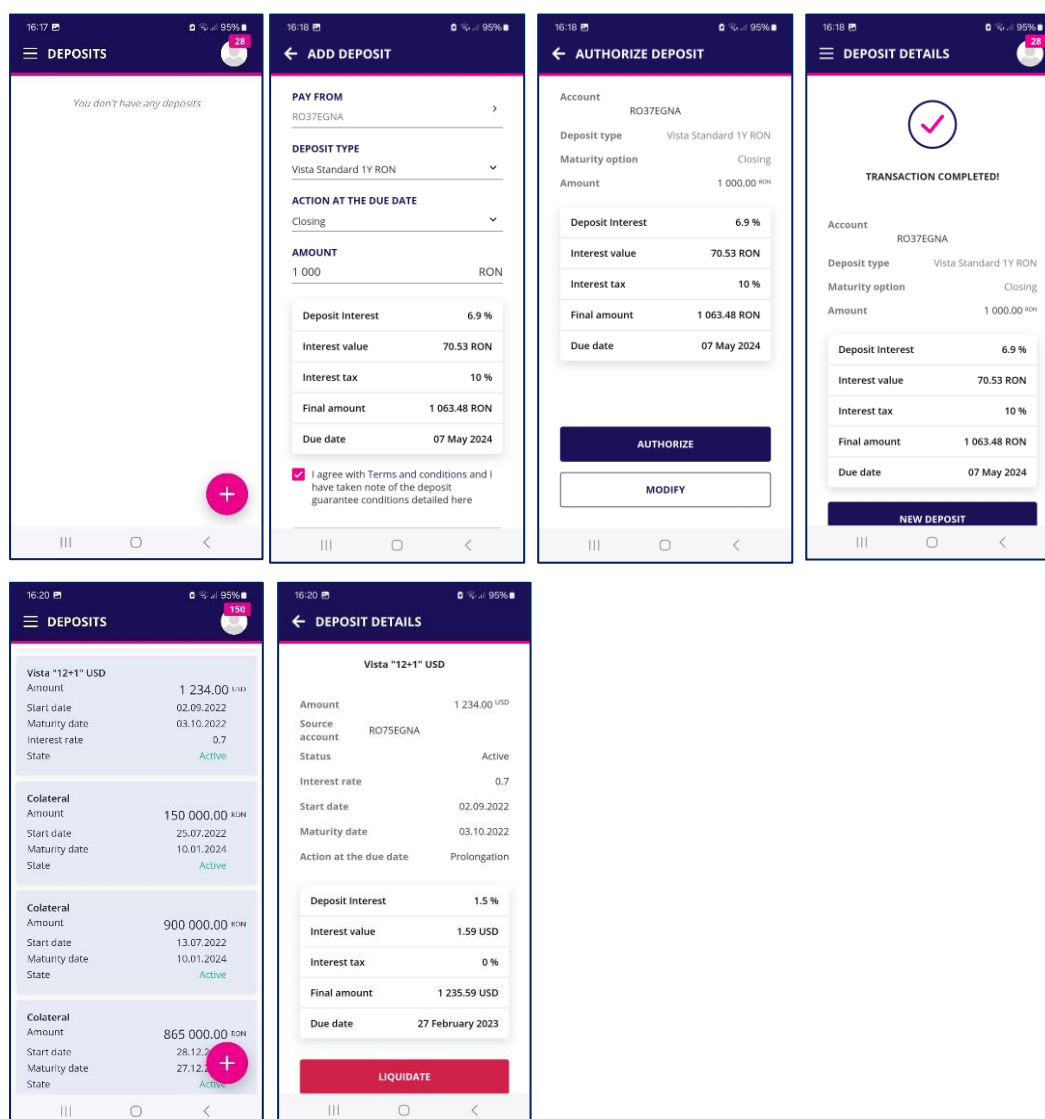 16:17 95%
28
DEPOSITS
You don't have any deposits
16:18 95%
ADD DEPOSIT
PAY FROM
RO37EGNA
DEPOSIT TYPE
Vista Standard 1Y RON
ACTION AT THE DUE DATE
Closing
AMOUNT
1 000 RON
Deposit Interest 6.9 %
Interest value 70.53 RON
Interest tax 10 %
Final amount 1 063.48 RON
Due date 07 May 2024
I agree with Terms and conditions and I
have taken note of the deposit
guarantee conditions detailed here
16:18 95%
AUTHORIZE DEPOSIT
Account
RO37EGNA
Deposit type Vista Standard 1Y RON
Maturity option Closing
Amount 1 000.00 RON
Deposit Interest 6.9 %
Interest value 70.53 RON
Interest tax 10 %
Final amount 1 063.48 RON
Due date 07 May 2024
AUTHORIZE
MODIFY
16:18 95%
28
DEPOSIT DETAILS
TRANSACTION COMPLETED!
Account
RO37EGNA
Deposit type Vista Standard 1Y RON
Maturity option Closing
Amount 1 000.00 RON
Deposit Interest 6.9 %
Interest value 70.53 RON
Interest tax 10 %
Final amount 1 063.48 RON
Due date 07 May 2024
NEW DEPOSIT
16:20 95%
150
DEPOSITS
Vista "12+1" USD
Amount 1 234.00 USD
Start date 02.09.2022
Maturity date 03.10.2022
Interest rate 0.7
State Active
Colateral
Amount 150 000.00 RON
Start date 25.07.2022
Maturity date 10.01.2024
State Active
Colateral
Amount 900 000.00 RON
Start date 13.07.2022
Maturity date 10.01.2024
State Active
Colateral
Amount 865 000.00 RON
Start date 28.12.2
Maturity date 27.12.
State Active
16:20 95%
DEPOSIT DETAILS
Vista "12+1" USD
Amount 1 234.00 USD
Source
account RO75EGNA
Status Active
Interest rate 0.7
Start date 02.09.2022
Maturity date 03.10.2022
Action at the due date Prolongation
Deposit Interest 1.5 %
Interest value 1.59 USD
Interest tax 0 %
Final amount 1 235.59 USD
Due date 27 February 2023
LIQUIDATE